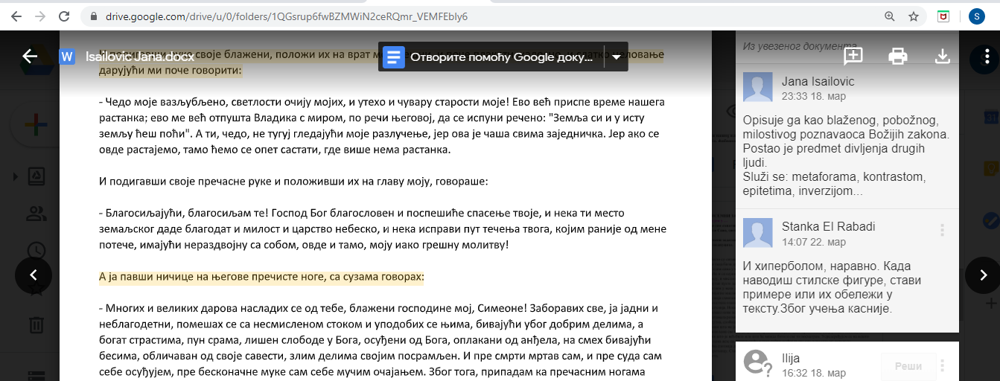 drive.google.com/drive/u/0/folders/1QGsrup6fwBZMWiN2ceRQmr_VEMFEbly6
S
W Isailovic Jana.docx
Отворите помоћу Google доку...
своје блажени, положи их на врат
дарујући ми поче говорити:
- Чедо моје вазљубљено, светлости очију мојих, и утехо и чувару старости моје! Ево већ приспе време нашега
растанка; ево ме већ отпушта Владика с миром, по речи његовој, да се испуни речено: "Земља си и у исту
земљу ћеш поћи". А ти, чедо, не тугуј гледајући моје разлучење, јер ова је чаша свима заједничка. Јер ако се
овде растајемо, тамо ћемо се опет састати, где више нема растанка.
И подигавши своје пречасне руке и положивши их на главу моју, говораше:
- Благосиљајући, благосиљам те! Господ Бог благословен и поспешиће спасење твоје, и нека ти место
земаљског даде благодат и милост и царство небеско, и нека исправи пут течења твога, којим раније од мене
потече, имајући нераздвојну са собом, овде и тамо, моју иако грешну молитву!
А ја павши ничице на његове пречисте ноге, са сузама говорах:
- Многих и великих дарова насладих се од тебе, блажени господине мој, Симеоне! Заборавих све, ја јадни и
неблагодетни, помешах се са несмисленом стоком и уподобих се њима, бивајући убог добрим делима, а
богат страстима, пун срама, лишен слободе у Бога, осуђени од Бога, оплакани од анђела, на смех бивајући
бесима, обличаван од своје савести, злим делима својим посрамљен. И пре смрти мртав сам, и пре суда сам
себе осуђујем, пре бесконачне муке сам себе мучим очајањем. Због тога, припадам ка пречасним ногама
Из увезеног документа
Jana Isailovic
23:33 18. мар
Opisuje ga kao blaženog, pobožnog,
milostivog poznavaoca Božijih zakona.
Postao je predmet divljenja drugih
ljudi.
Služi se: metaforama, kontrastom,
epitetima, inverzijom...
Stanka El Rabadi
14:07 22. мар
И хиперболом, наравно. Када
наводиш стилске фигуре, стави
примере или их обележи у
тексту.Због учења касније.
Ilija
16:32 18. мар
Реши